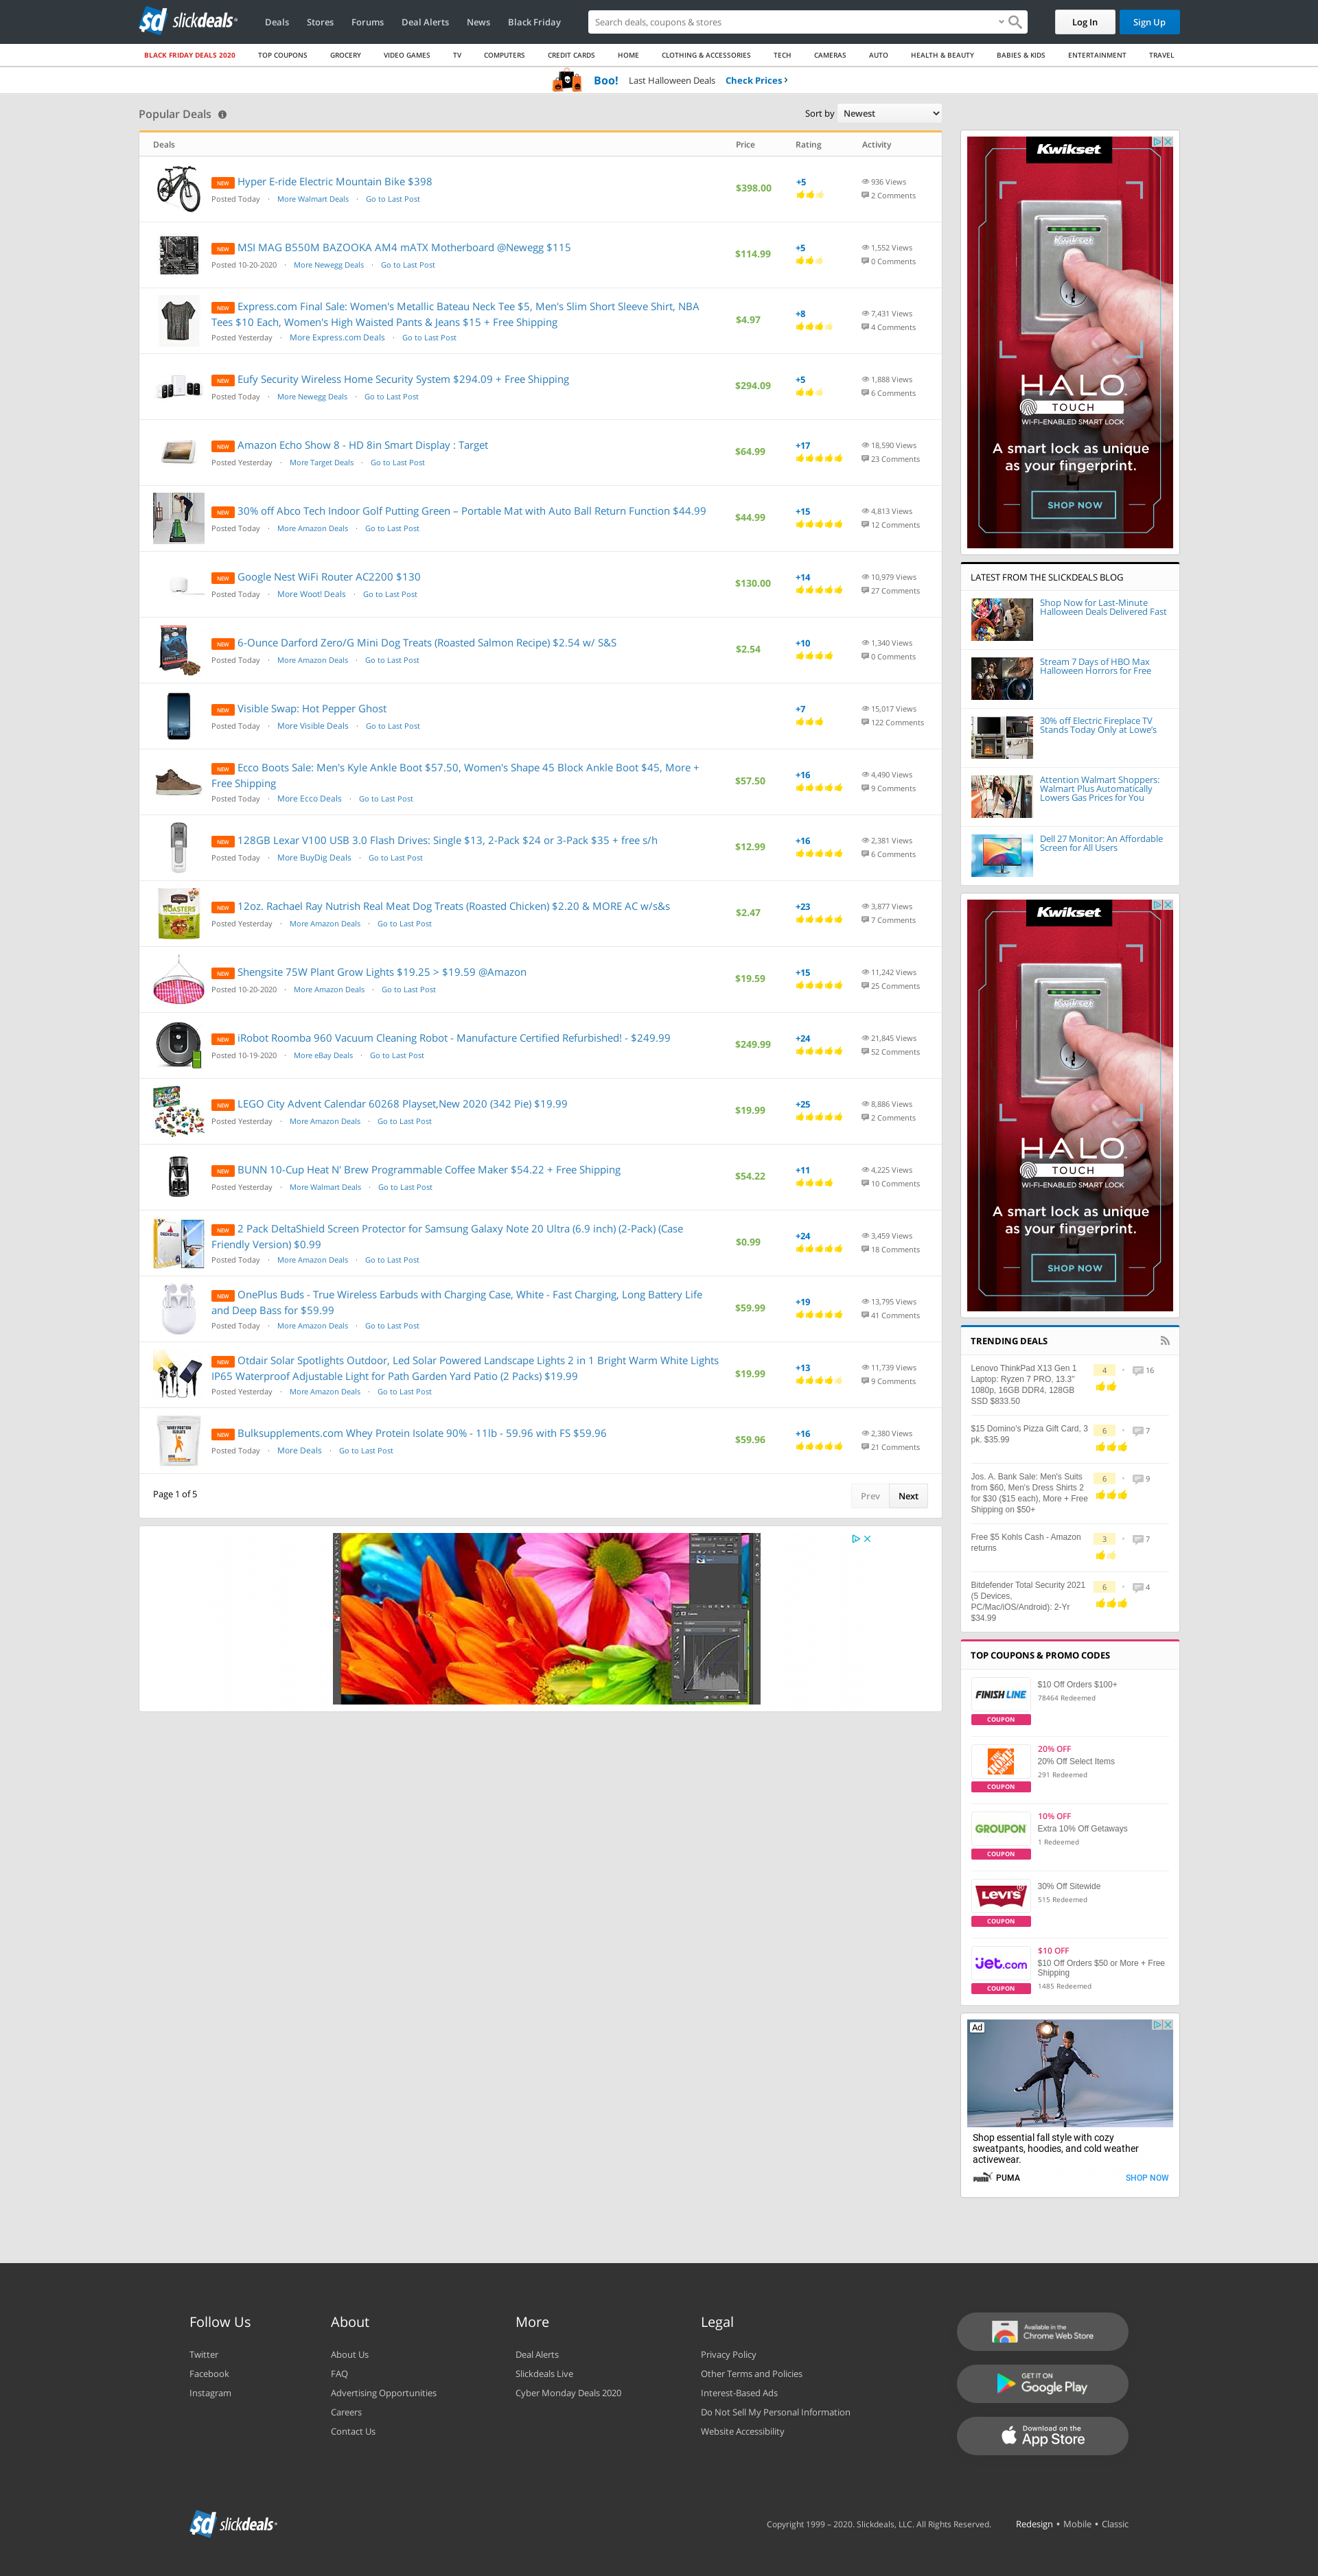 slickdeals
Deals Stores Forums Deal Alerts News Black Friday
Search deals, coupons & stores
Log In Sign Up
BLACK FRIDAY DEALS 2020 TOP COUPONS GROCERY VIDEO GAMES TV COMPUTERS CREDIT CARDS HOME CLOTHING & ACCESSORIES TECH CAMERAS AUTO HEALTH & BEAUTY BABIES & KIDS ENTERTAINMENT TRAVEL
Boo! Last Halloween Deals Check Prices
Popular Deals
Sort by Newest
Deals Price Rating Activity
NEW Hyper E-ride Electric Mountain Bike $398
Posted Today · More Walmart Deals · Go to Last Post
$398.00
+5
936 Views
2 Comments
NEW MSI MAG B550M BAZOOKA AM4 mATX Motherboard @Newegg $115
Posted 10-20-2020 · More Newegg Deals · Go to Last Post
$114.99
+5
1,552 Views
0 Comments
NEW Express.com Final Sale: Women's Metallic Bateau Neck Tee $5, Men's Slim Short Sleeve Shirt, NBA
Tees $10 Each, Women's High Waisted Pants & Jeans $15 + Free Shipping
Posted Yesterday · More Express.com Deals · Go to Last Post
$4.97
+8
7,431 Views
4 Comments
NEW Eufy Security Wireless Home Security System $294.09 + Free Shipping
Posted Today · More Newegg Deals · Go to Last Post
$294.09
+5
1,888 Views
6 Comments
NEW Amazon Echo Show 8 - HD 8in Smart Display : Target
Posted Yesterday · More Target Deals · Go to Last Post
$64.99
+17
18,590 Views
23 Comments
NEW 30% off Abco Tech Indoor Golf Putting Green – Portable Mat with Auto Ball Return Function $44.99
Posted Today · More Amazon Deals · Go to Last Post
$44.99
+15
4,813 Views
12 Comments
NEW Google Nest WiFi Router AC2200 $130
Posted Today · More Woot! Deals · Go to Last Post
$130.00
+14
10,979 Views
27 Comments
NEW 6-Ounce Darford Zero/G Mini Dog Treats (Roasted Salmon Recipe) $2.54 w/ S&S
Posted Today · More Amazon Deals · Go to Last Post
$2.54
+10
1,340 Views
0 Comments
NEW Visible Swap: Hot Pepper Ghost
Posted Today · More Visible Deals · Go to Last Post
+7
15,017 Views
122 Comments
NEW Ecco Boots Sale: Men's Kyle Ankle Boot $57.50, Women's Shape 45 Block Ankle Boot $45, More +
Free Shipping
Posted Today · More Ecco Deals · Go to Last Post
$57.50
+16
4,490 Views
9 Comments
NEW 128GB Lexar V100 USB 3.0 Flash Drives: Single $13, 2-Pack $24 or 3-Pack $35 + free s/h
Posted Today · More BuyDig Deals · Go to Last Post
$12.99
+16
2,381 Views
6 Comments
NEW 12oz. Rachael Ray Nutrish Real Meat Dog Treats (Roasted Chicken) $2.20 & MORE AC w/s&s
Posted Yesterday · More Amazon Deals · Go to Last Post
$2.47
+23
3,877 Views
7 Comments
NEW Shengsite 75W Plant Grow Lights $19.25 > $19.59 @Amazon
Posted 10-20-2020 · More Amazon Deals · Go to Last Post
$19.59
+15
11,242 Views
25 Comments
NEW iRobot Roomba 960 Vacuum Cleaning Robot - Manufacture Certified Refurbished! - $249.99
Posted 10-19-2020 · More eBay Deals · Go to Last Post
$249.99
+24
21,845 Views
52 Comments
NEW LEGO City Advent Calendar 60268 Playset,New 2020 (342 Pie) $19.99
Posted Yesterday · More Amazon Deals · Go to Last Post
$19.99
+25
8,886 Views
2 Comments
NEW BUNN 10-Cup Heat N' Brew Programmable Coffee Maker $54.22 + Free Shipping
Posted Yesterday · More Walmart Deals · Go to Last Post
$54.22
+11
4,225 Views
10 Comments
NEW 2 Pack DeltaShield Screen Protector for Samsung Galaxy Note 20 Ultra (6.9 inch) (2-Pack) (Case
Friendly Version) $0.99
Posted Today · More Amazon Deals · Go to Last Post
$0.99
+24
3,459 Views
18 Comments
NEW OnePlus Buds - True Wireless Earbuds with Charging Case, White - Fast Charging, Long Battery Life
and Deep Bass for $59.99
Posted Today · More Amazon Deals · Go to Last Post
$59.99
+19
13,795 Views
41 Comments
NEW Otdair Solar Spotlights Outdoor, Led Solar Powered Landscape Lights 2 in 1 Bright Warm White Lights
IP65 Waterproof Adjustable Light for Path Garden Yard Patio (2 Packs) $19.99
Posted Yesterday · More Amazon Deals · Go to Last Post
$19.99
+13
11,739 Views
9 Comments
NEW Bulksupplements.com Whey Protein Isolate 90% - 11lb - 59.96 with FS $59.96
Posted Today · More Deals · Go to Last Post
$59.96
+16
2,380 Views
21 Comments
Page 1 of 5
Prev Next
Kwikset
HALO
TOUCH
WI-FI-ENABLED SMART LOCK
A smart lock as unique
as your fingerprint.
SHOP NOW
LATEST FROM THE SLICKDEALS BLOG
Shop Now for Last-Minute
Halloween Deals Delivered Fast
Stream 7 Days of HBO Max
Halloween Horrors for Free
30% off Electric Fireplace TV
Stands Today Only at Lowe's
Attention Walmart Shoppers:
Walmart Plus Automatically
Lowers Gas Prices for You
Dell 27 Monitor: An Affordable
Screen for All Users
Kwikset
HALO
TOUCH
WI-FI-ENABLED SMART LOCK
A smart lock as unique
as your fingerprint.
SHOP NOW
TRENDING DEALS
Lenovo ThinkPad X13 Gen 1
Laptop: Ryzen 7 PRO, 13.3"
1080p, 16GB DDR4, 128GB
SSD $833.50
4 16
$15 Domino's Pizza Gift Card, 3
pk. $35.99
6 7
Jos. A. Bank Sale: Men's Suits
from $60, Men's Dress Shirts 2
for $30 ($15 each), More + Free
Shipping on $50+
6 9
Free $5 Kohls Cash - Amazon
returns
3 7
Bitdefender Total Security 2021
(5 Devices,
PC/Mac/iOS/Android): 2-Yr
$34.99
6 4
TOP COUPONS & PROMO CODES
FINISH LINE
COUPON
$10 Off Orders $100+
78464 Redeemed
COUPON
20% OFF
20% Off Select Items
291 Redeemed
GROUPON
COUPON
10% OFF
Extra 10% Off Getaways
1 Redeemed
LEVI'S
COUPON
30% Off Sitewide
515 Redeemed
jet.com
COUPON
$10 OFF
$10 Off Orders $50 or More + Free
Shipping
1485 Redeemed
Ad
Shop essential fall style with cozy
sweatpants, hoodies, and cold weather
activewear.
PUMA SHOP NOW
Follow Us
Twitter
Facebook
Instagram
About
About Us
FAQ
Advertising Opportunities
Careers
Contact Us
More
Deal Alerts
Slickdeals Live
Cyber Monday Deals 2020
Legal
Privacy Policy
Other Terms and Policies
Interest-Based Ads
Do Not Sell My Personal Information
Website Accessibility
Available in the
Chrome Web Store
GET IT ON
Google Play
Download on the
App Store
slickdeals
Copyright 1999 – 2020. Slickdeals, LLC. All Rights Reserved.
Redesign • Mobile • Classic